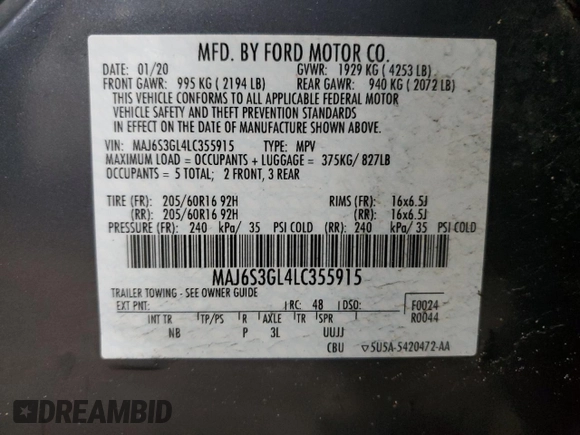 MFD. BY FORD MOTOR CO.
DATE: 01/20 GVWR: 1929 KG ( 4253 LB)
FRONT GAWR: 995 KG ( 2194 LB) REAR GAWR: 940 KG ( 2072 LB)
THIS VEHICLE CONFORMS TO ALL APPLICABLE FEDERAL MOTOR
VEHICLE SAFETY AND THEFT PREVENTION STANDARDS
IN EFFECT ON THE DATE OF MANUFACTURE SHOWN ABOVE.
VIN: MAJ6S3GL4LC355915 TYPE: MPV
MAXIMUM LOAD = OCCUPANTS + LUGGAGE = 375KG/ 827LB
OCCUPANTS = 5 TOTAL; 2 FRONT, 3 REAR
TIRE (FR): 205/60R16 92H RIMS (FR): 16x6.5J
(RR): 205/60R16 92H (RR): 16x6.5J
PRESSURE (FR): 240 kPa/ 35 PSI COLD (RR): 240 kPa/ 35 PSI COLD
MAJ6S3GL4LC355915
TRAILER TOWING - SEE OWNER GUIDE
EXT PNT: RC: 48 DSO: F0024
R0044
INT TR TP/PS R AXLE TR SPR
NB P 3L UUJJ
CBU ▽5U5A-5420472-AA
DREAMBID